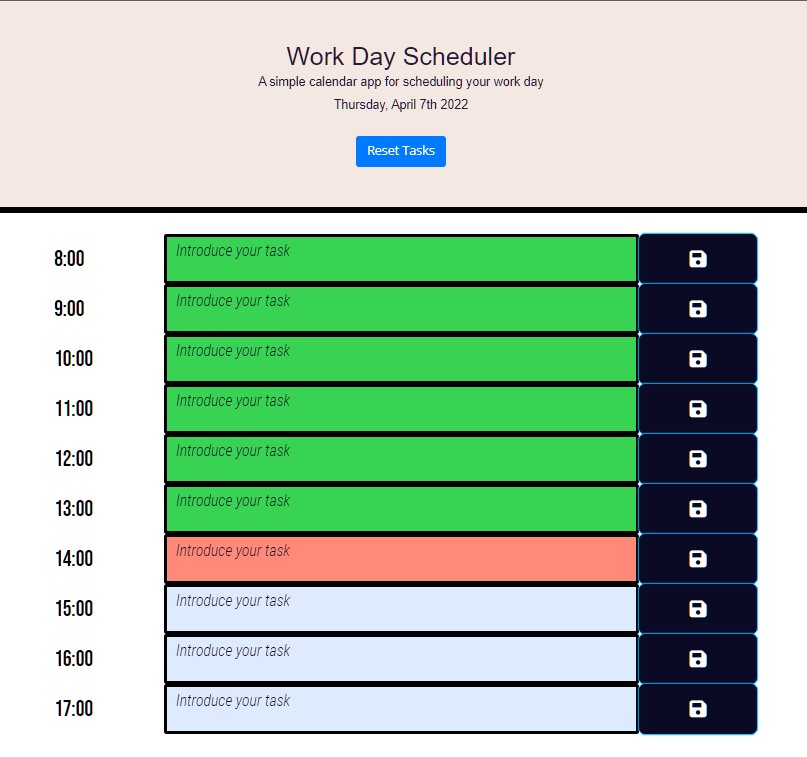 Work Day Scheduler
A simple calendar app for scheduling your work day
Thursday, April 7th 2022
Reset Tasks
8:00 Introduce your task
9:00 Introduce your task
10:00 Introduce your task
11:00 Introduce your task
12:00 Introduce your task
13:00 Introduce your task
14:00 Introduce your task
15:00 Introduce your task
16:00 Introduce your task
17:00 Introduce your task